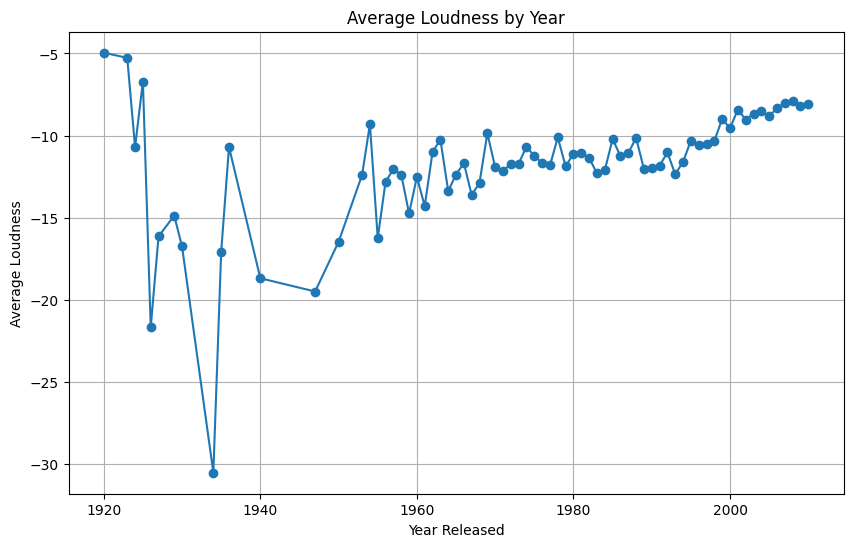 Average Loudness by Year
−5
−10
−15
−20
−25
−30
Average Loudness
1920 1940 1960 1980 2000
Year Released